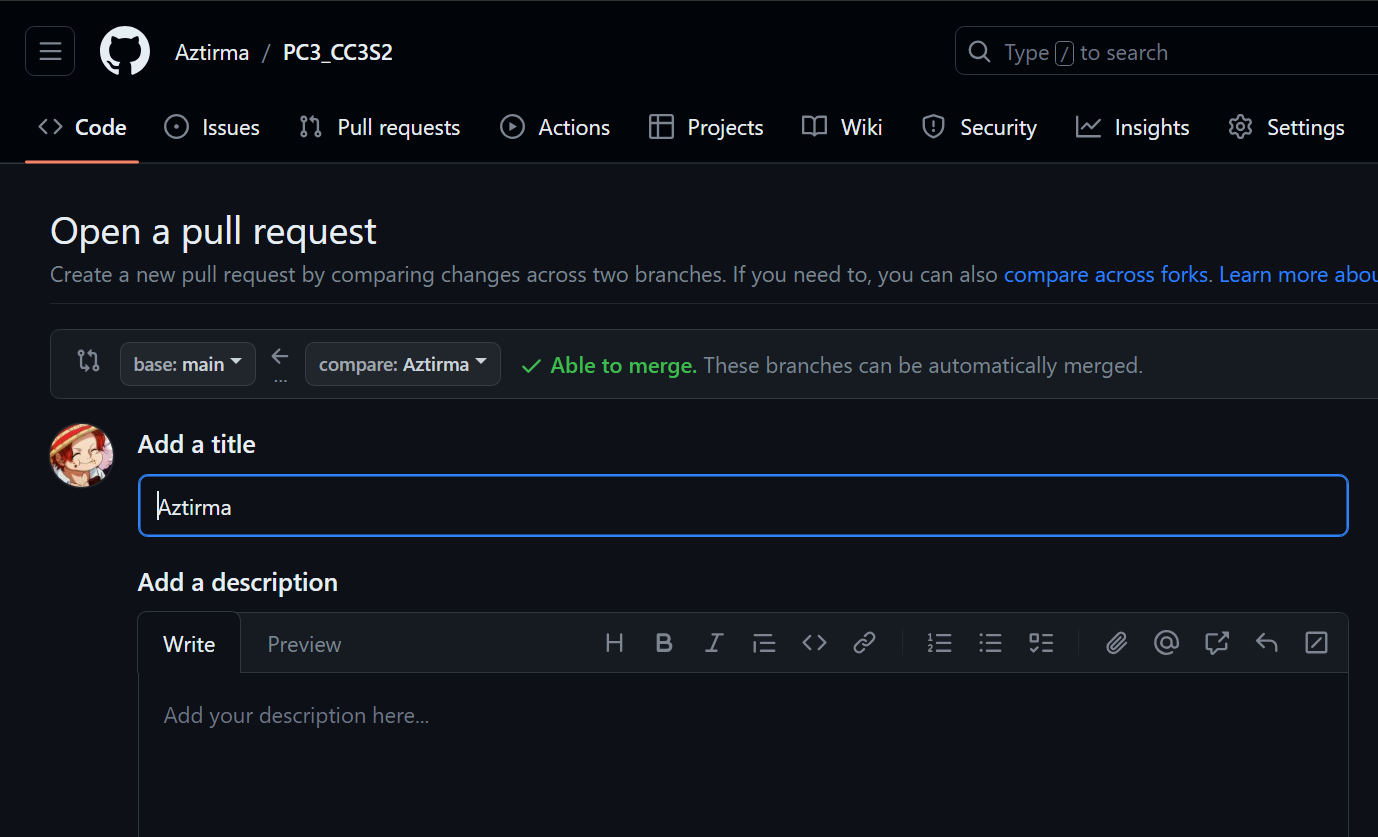 Aztirma / PC3_CC3S2
Type / to search
Code Issues Pull requests Actions Projects Wiki Security Insights Settings
Open a pull request
Create a new pull request by comparing changes across two branches. If you need to, you can also compare across forks. Learn more abou
base: main ... compare: Aztirma Able to merge. These branches can be automatically merged.
Add a title
Aztirma
Add a description
Write Preview H B I
Add your description here...